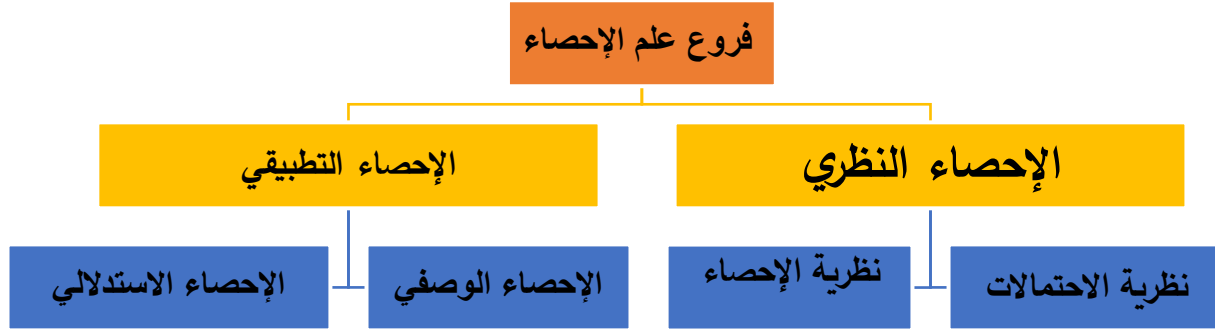 فروع علم الإحصاء
الإحصاء النظري
الإحصاء التطبيقي
نظرية الاحتمالات
نظرية الإحصاء
الإحصاء الوصفي
الإحصاء الاستدلالي